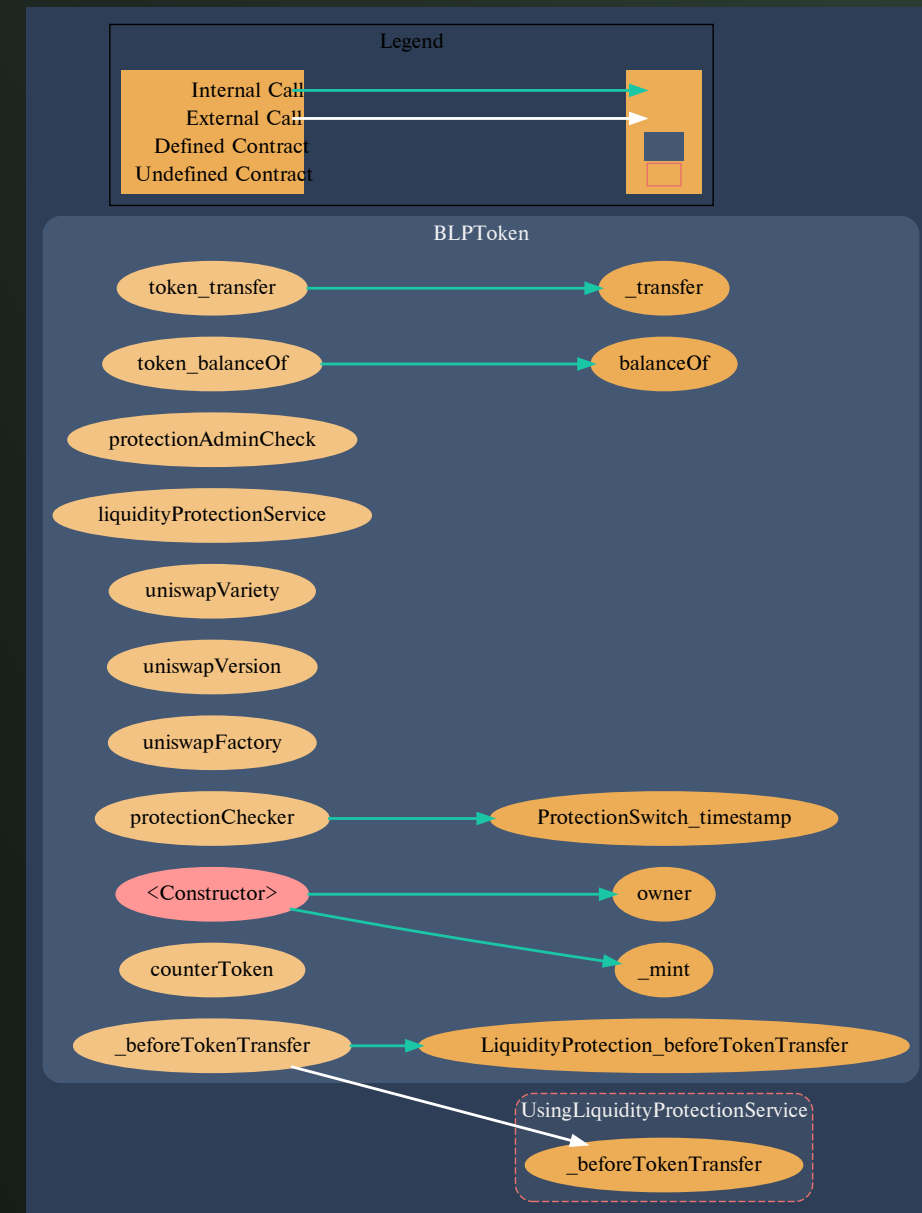 Legend
Internal Call
External Call
Defined Contract
Undefined Contract
BLPToken
token_transfer
_transfer
token_balanceOf
balanceOf
protectionAdminCheck
liquidityProtectionService
uniswapVariety
uniswapVersion
uniswapFactory
protectionChecker
ProtectionSwitch_timestamp
<Constructor>
owner
counterToken
_mint
_beforeTokenTransfer
LiquidityProtection_beforeTokenTransfer
UsingLiquidityProtectionService
_beforeTokenTransfer